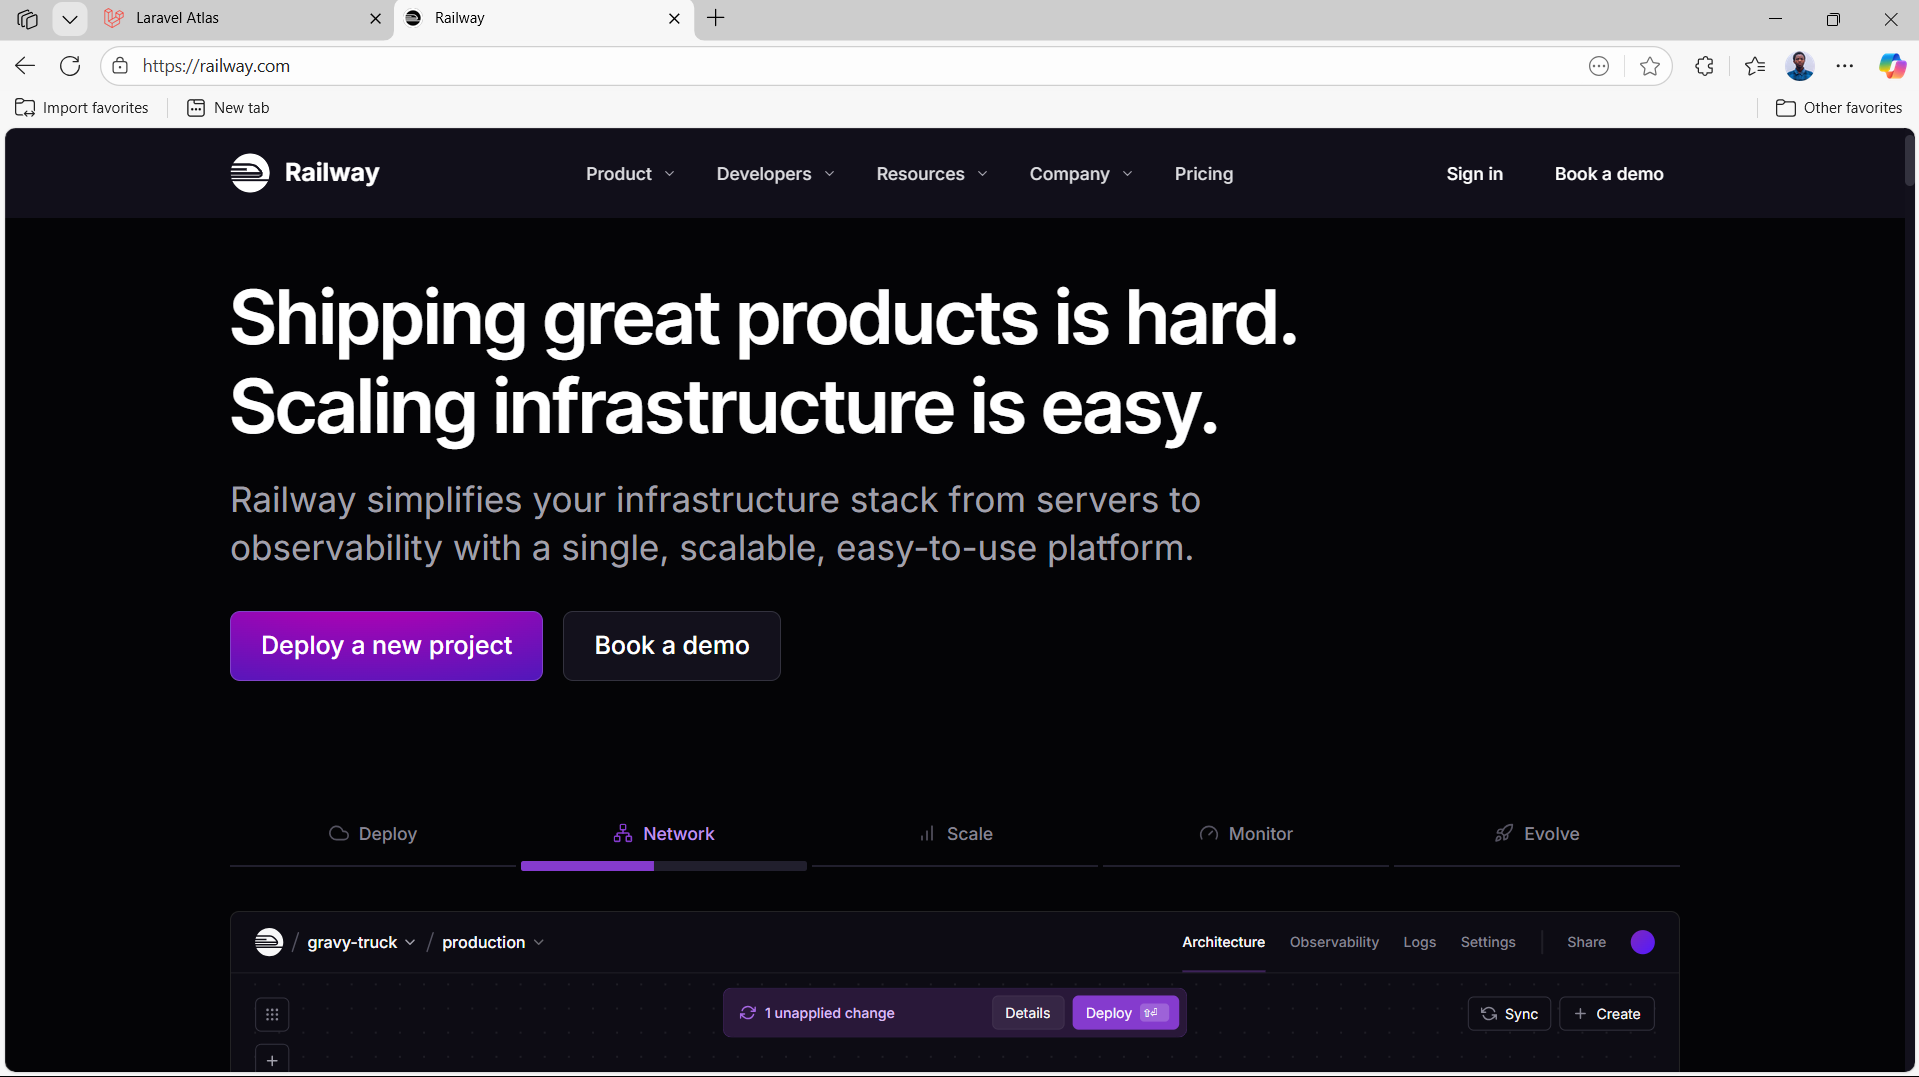 Laravel Atlas
Railway
https://railway.com
Import favorites
New tab
Other favorites
Railway
Product
Developers
Resources
Company
Pricing
Sign in
Book a demo
Shipping great products is hard.
Scaling infrastructure is easy.
Railway simplifies your infrastructure stack from servers to
observability with a single, scalable, easy-to-use platform.
Deploy a new project
Book a demo
Deploy
Network
Scale
Monitor
Evolve
/ gravy-truck / production
Architecture
Observability
Logs
Settings
Share
1 unapplied change
Details
Deploy
Sync
Create